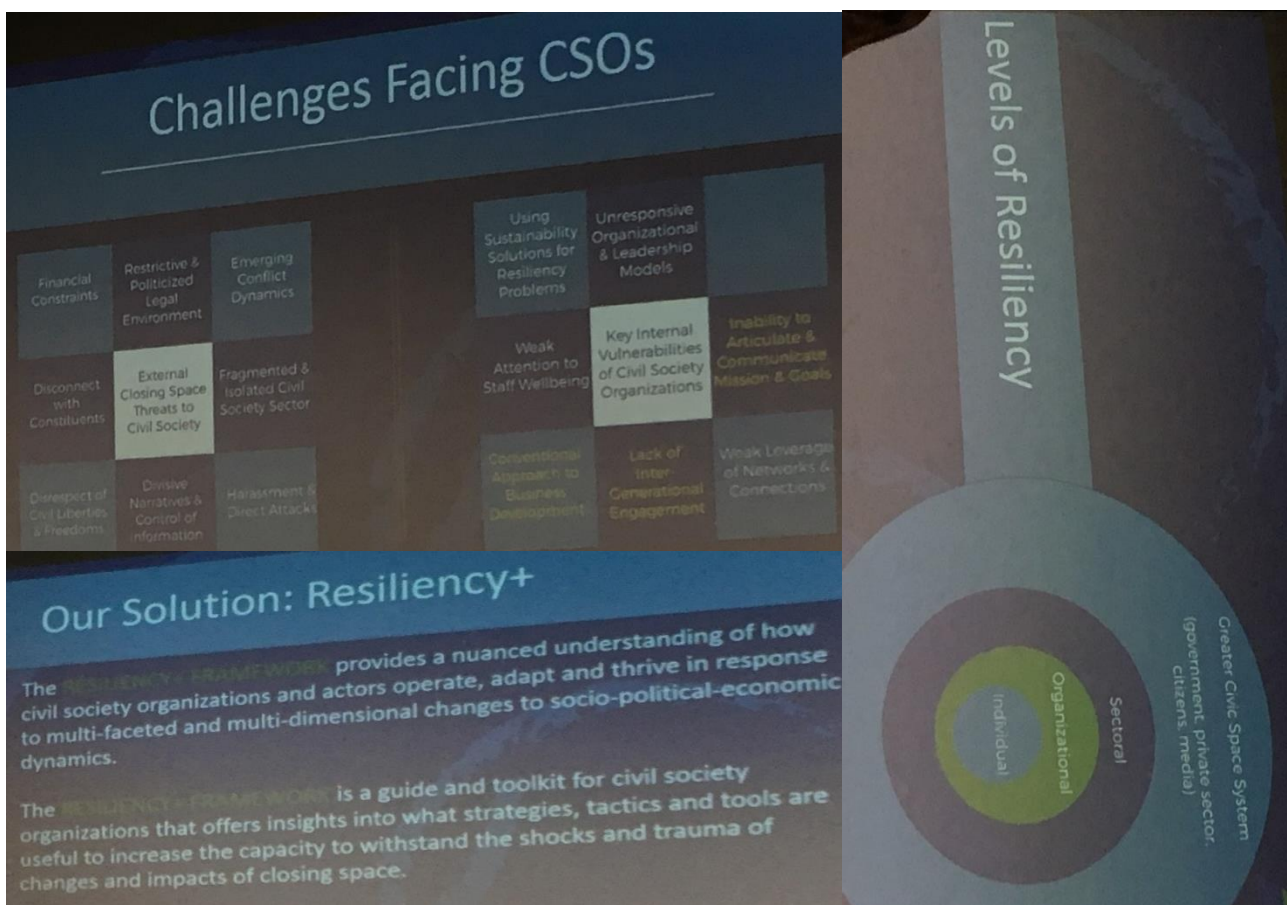 Challenges Facing CSOs
Financial
Constraints
Restrictive &
Politicized
Legal
Environment
Emerging
Conflict
Dynamics
Disconnect
with
Constituents
External
Closing Space
Threats to
Civil Society
Fragmented &
Isolated Civil
Society Sector
Disrespect of
Civil Liberties
& Freedoms
Divisive
Narratives &
Control of
Information
Harassment &
Direct Attacks
Using
Sustainability
Solutions for
Resiliency
Problems
Unresponsive
Organizational
& Leadership
Models
Weak
Attention to
Staff Wellbeing
Key Internal
Vulnerabilities
of Civil Society
Organizations
Inability to
Articulate &
Communicate
Mission & Goals
Conventional
Approach to
Business
Development
Lack of
Inter-
Generational
Engagement
Weak Leverage
of Networks &
Connections
Our Solution: Resiliency+
The RESILIENCY+ FRAMEWORK provides a nuanced understanding of how
civil society organizations and actors operate, adapt and thrive in response
to multi-faceted and multi-dimensional changes to socio-political-economic
dynamics.
The RESILIENCY+ FRAMEWORK is a guide and toolkit for civil society
organizations that offers insights into what strategies, tactics and tools are
useful to increase the capacity to withstand the shocks and trauma of
changes and impacts of closing space.
Levels of Resiliency
Greater Civic Space System
(government, private sector,
citizens, media)
Sectoral
Organizational
Individual